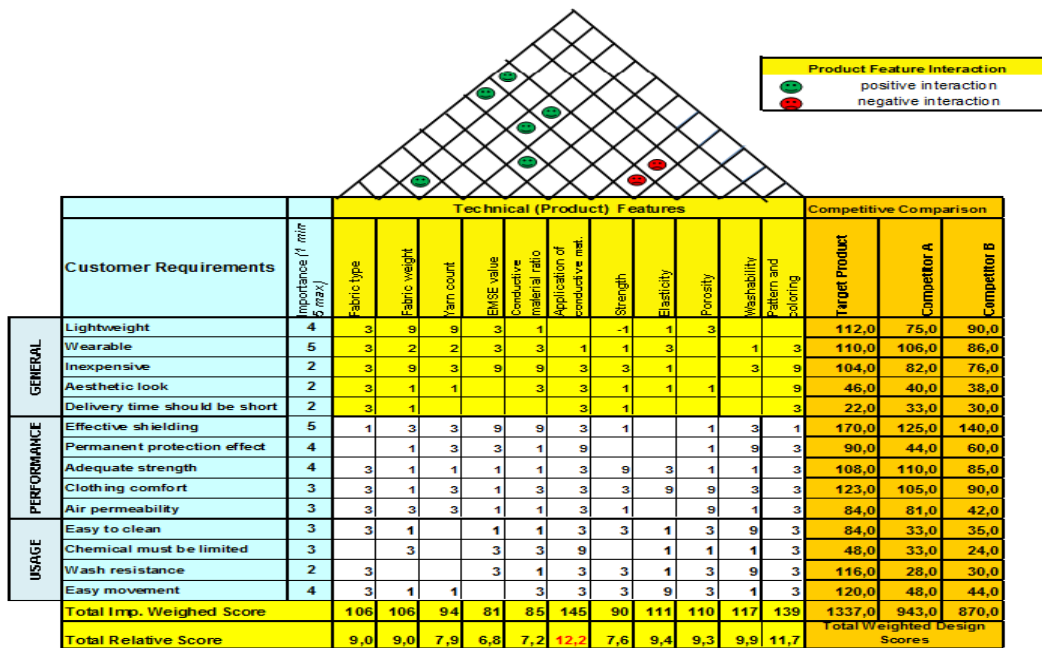 Product Feature Interaction
positive interaction
negative interaction
Technical (Product) Features Competitive Comparison
Customer Requirements
Importance (1 min
5 max)
Fabric type
Fabric weight
Yarn count
EMSE value
Conductive
material ratio
Application of
conductive mat.
Strength
Elasticity
Porosity
Washability
Pattern and
coloring
Target Product
Competitor A
Competitor B
GENERAL
Lightweight 4 3 9 9 3 1 -1 1 3 112,0 75,0 90,0
Wearable 5 3 2 2 3 3 1 1 3 1 3 110,0 106,0 86,0
Inexpensive 2 3 9 3 9 9 3 3 1 3 9 104,0 82,0 76,0
Aesthetic look 2 3 1 1 3 3 1 1 1 9 46,0 40,0 38,0
Delivery time should be short 2 3 1 3 1 3 22,0 33,0 30,0
PERFORMANCE
Effective shielding 5 1 3 3 9 9 3 1 1 3 1 170,0 125,0 140,0
Permanent protection effect 4 1 3 3 1 9 1 9 3 90,0 44,0 60,0
Adequate strength 4 3 1 1 1 1 3 9 3 1 1 3 108,0 110,0 85,0
Clothing comfort 3 3 1 3 1 3 3 3 9 9 3 3 123,0 105,0 90,0
Air permeability 3 3 3 3 1 1 3 1 9 1 3 84,0 81,0 42,0
USAGE
Easy to clean 3 3 1 1 1 3 3 1 3 9 3 84,0 33,0 35,0
Chemical must be limited 3 3 3 3 9 1 1 1 3 48,0 33,0 24,0
Wash resistance 2 3 3 1 3 3 1 3 9 3 116,0 28,0 30,0
Easy movement 4 3 1 1 3 3 3 9 3 1 3 120,0 48,0 44,0
Total Imp. Weighed Score 106 106 94 81 85 145 90 111 110 117 139 1337,0 943,0 870,0
Total Relative Score 9,0 9,0 7,9 6,8 7,2 12,2 7,6 9,4 9,3 9,9 11,7
Total Weighted Design
Scores